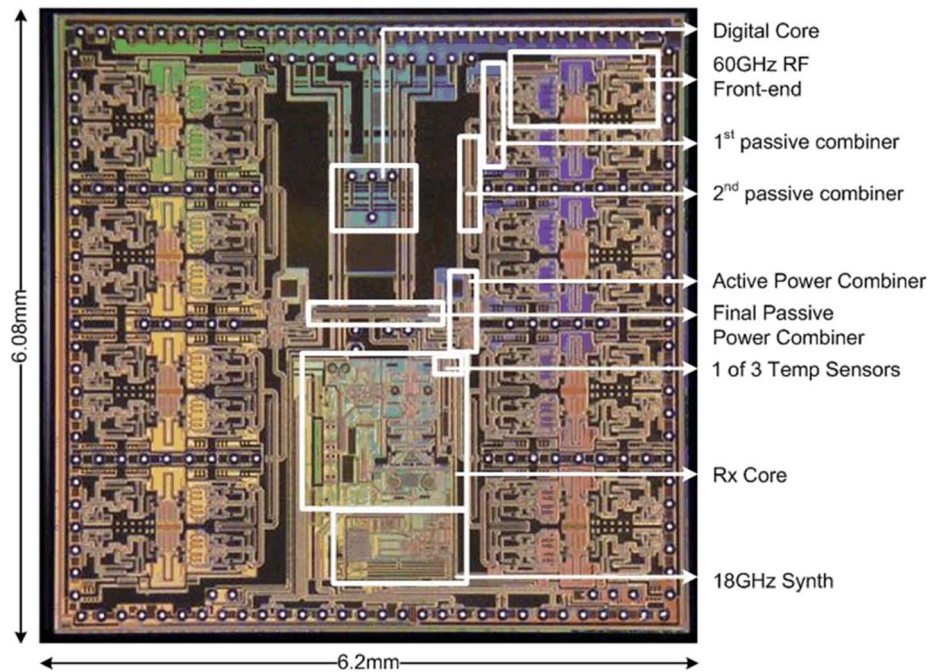 Digital Core
60GHz RF
Front-end
1st passive combiner
2nd passive combiner
Active Power Combiner
Final Passive
Power Combiner
1 of 3 Temp Sensors
Rx Core
18GHz Synth
6.08mm
6.2mm